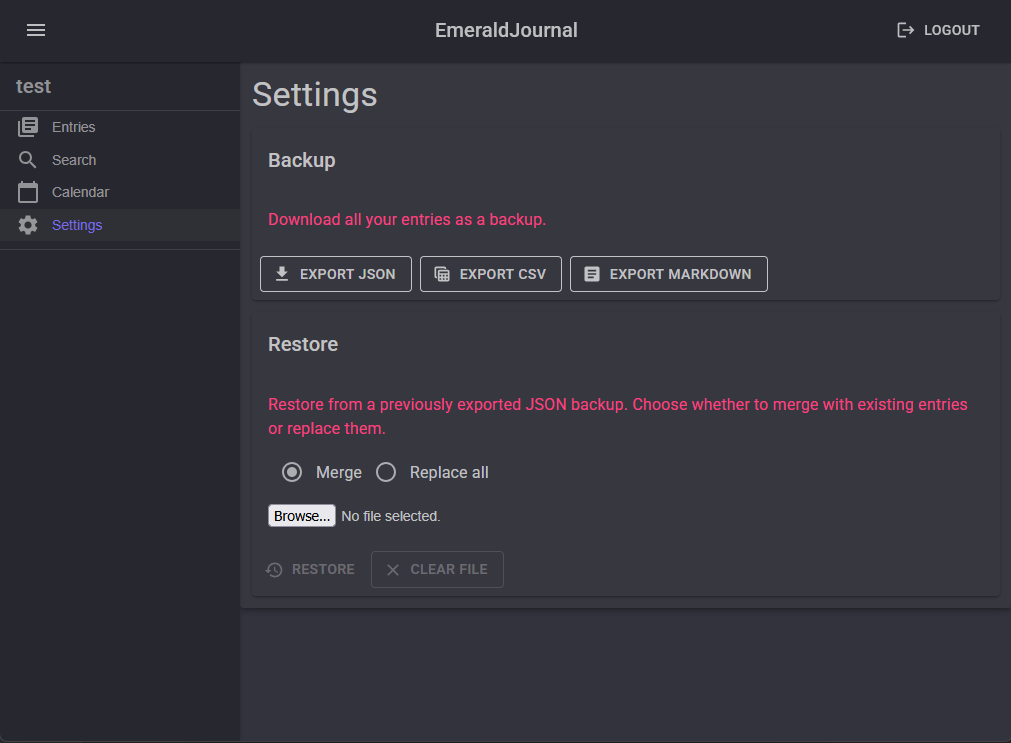 EmeraldJournal
LOGOUT
test
Entries
Search
Calendar
Settings
Settings
Backup
Download all your entries as a backup.
EXPORT JSON
EXPORT CSV
EXPORT MARKDOWN
Restore
Restore from a previously exported JSON backup. Choose whether to merge with existing entries
or replace them.
Merge
Replace all
Browse... No file selected.
RESTORE
CLEAR FILE